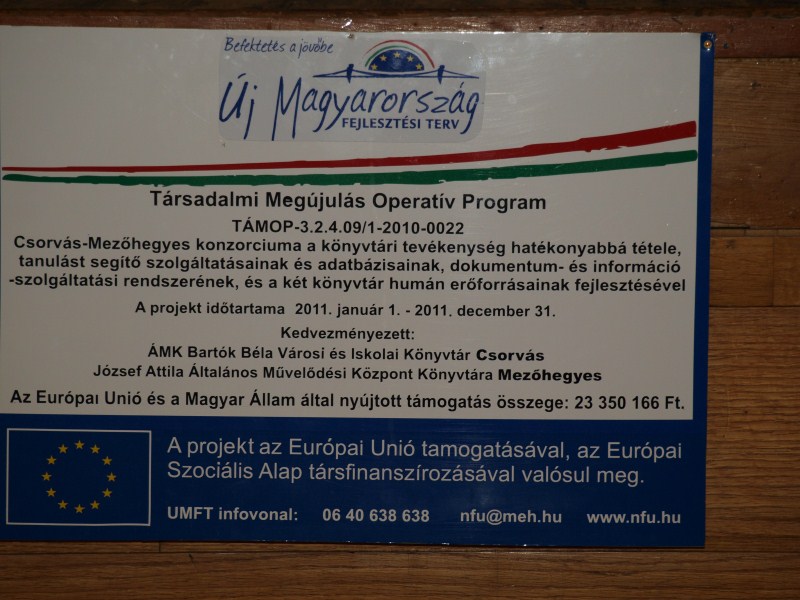 Befektetés a jövőbe
Új Magyarország
FEJLESZTÉSI TERV
Társadalmi Megújulás Operatív Program
TÁMOP-3.2.4.09/1-2010-0022
Csorvás-Mezőhegyes konzorciuma a könyvtári tevékenység hatékonyabbá tétele,
tanulást segítő szolgáltatásainak és adatbázisainak, dokumentum- és információ
-szolgáltatási rendszerének, és a két könyvtár humán erőforrásainak fejlesztésével
A projekt időtartama 2011. január 1. - 2011. december 31.
Kedvezményezett:
ÁMK Bartók Béla Városi és Iskolai Könyvtár Csorvás
József Attila Általános Művelődési Központ Könyvtára Mezőhegyes
Az Európai Unió és a Magyar Állam által nyújtott támogatás összege: 23 350 166 Ft.
A projekt az Európai Unió tamogatásával, az Európai
Szociális Alap társfinanszírozásával valósul meg.
UMFT infovonal: 06 40 638 638 nfu@meh.hu www.nfu.hu